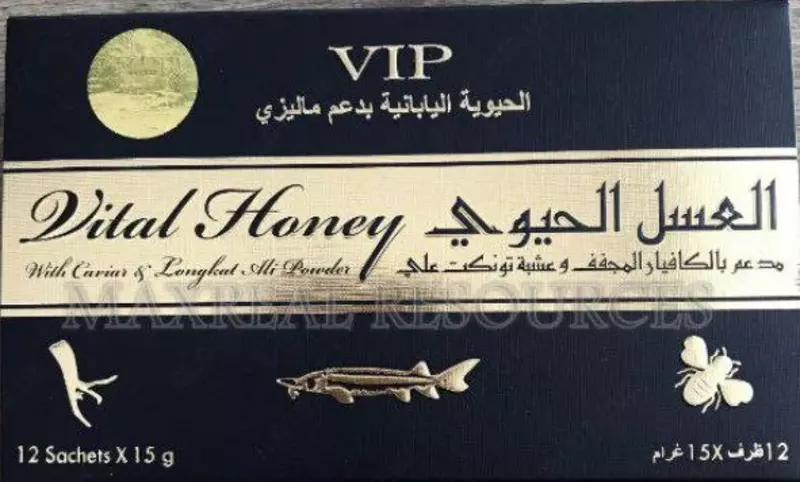 VIP
الحيوية اليابانية بدعم ماليزي
Vital Honey
العسل الحيوي
With Caviar & Longkat Ali Powder
مدعم بالكافيار المجفف وعشبة تونكت علي
MAXREAL RESOURCES
12 Sachets X 15 g
12 ظرف 15X غرام